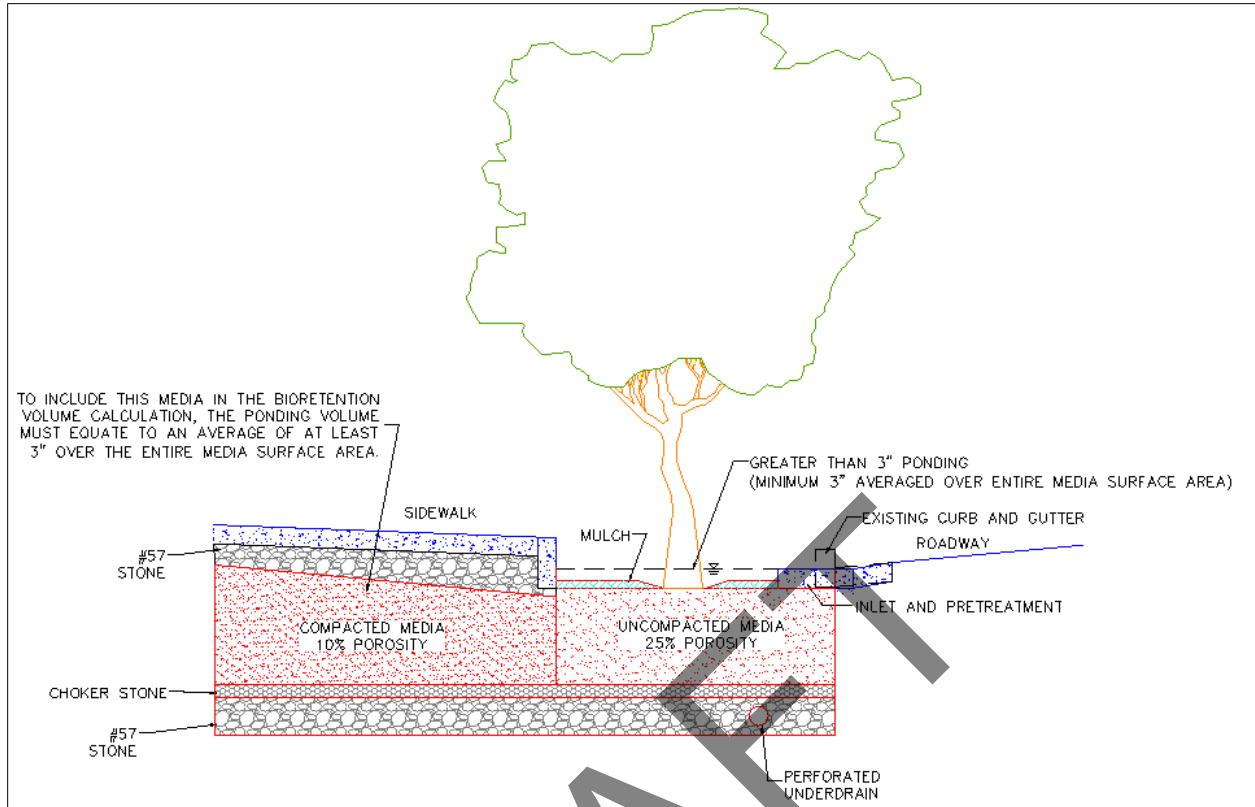 TO INCLUDE THIS MEDIA IN THE BIORETENTION
VOLUME CALCULATION, THE PONDING VOLUME
MUST EQUATE TO AN AVERAGE OF AT LEAST
3" OVER THE ENTIRE MEDIA SURFACE AREA.
GREATER THAN 3" PONDING
(MINIMUM 3" AVERAGED OVER ENTIRE MEDIA SURFACE AREA)
SIDEWALK
EXISTING CURB AND GUTTER
MULCH
ROADWAY
#57
STONE
INLET AND PRETREATMENT
COMPACTED MEDIA
10% POROSITY
UNCOMPACTED MEDIA
25% POROSITY
CHOKER STONE
#57
STONE
PERFORATED
UNDERDRAIN